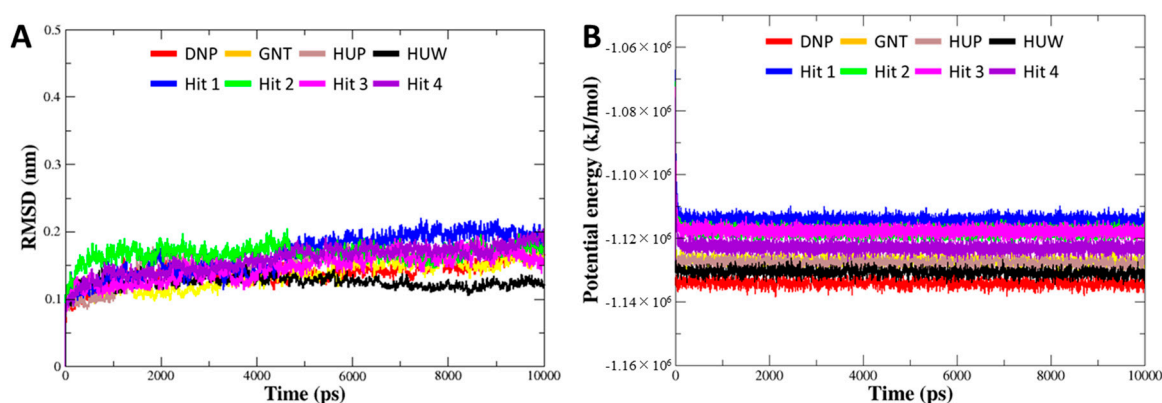 A
0.5
0.4
0.3
0.2
0.1
0
RMSD (nm)
DNP GNT HUP HUW
Hit 1 Hit 2 Hit 3 Hit 4
0 2000 4000 6000 8000 10000
Time (ps)
B
-1.06×10⁶
-1.08×10⁶
-1.10×10⁶
-1.12×10⁶
-1.14×10⁶
-1.16×10⁶
Potential energy (kJ/mol)
DNP GNT HUP HUW
Hit 1 Hit 2 Hit 3 Hit 4
0 2000 4000 6000 8000 10000
Time (ps)